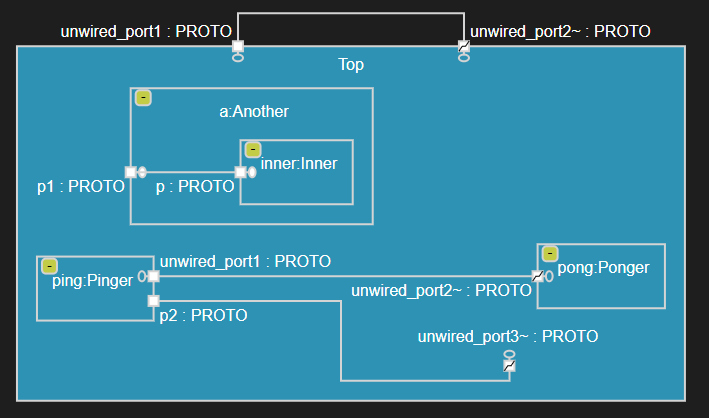 unwired_port1 : PROTO
unwired_port2~ : PROTO
Top
a:Another
inner:Inner
p1 : PROTO
p : PROTO
unwired_port1 : PROTO
ping:Pinger
pong:Ponger
unwired_port2~ : PROTO
p2 : PROTO
unwired_port3~ : PROTO